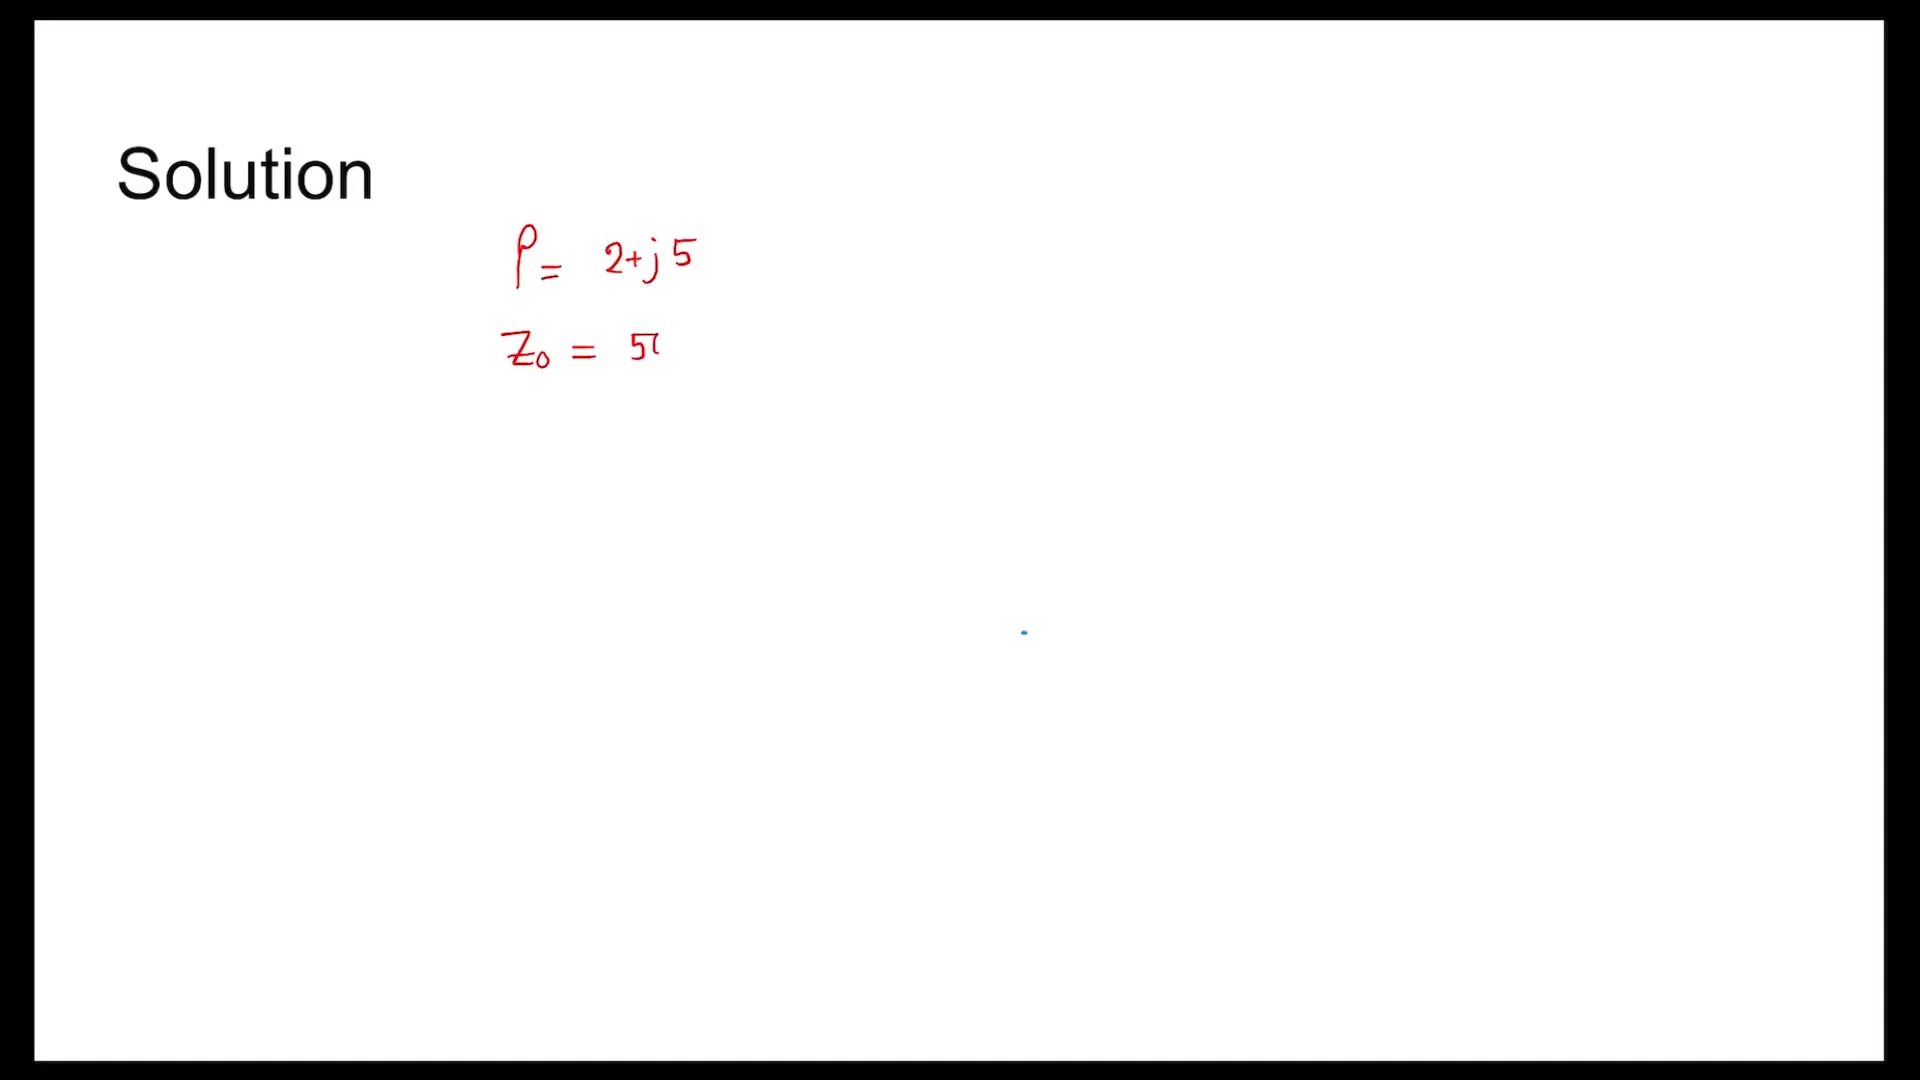 Solution
ρ = 2+j5
Z₀ = 5